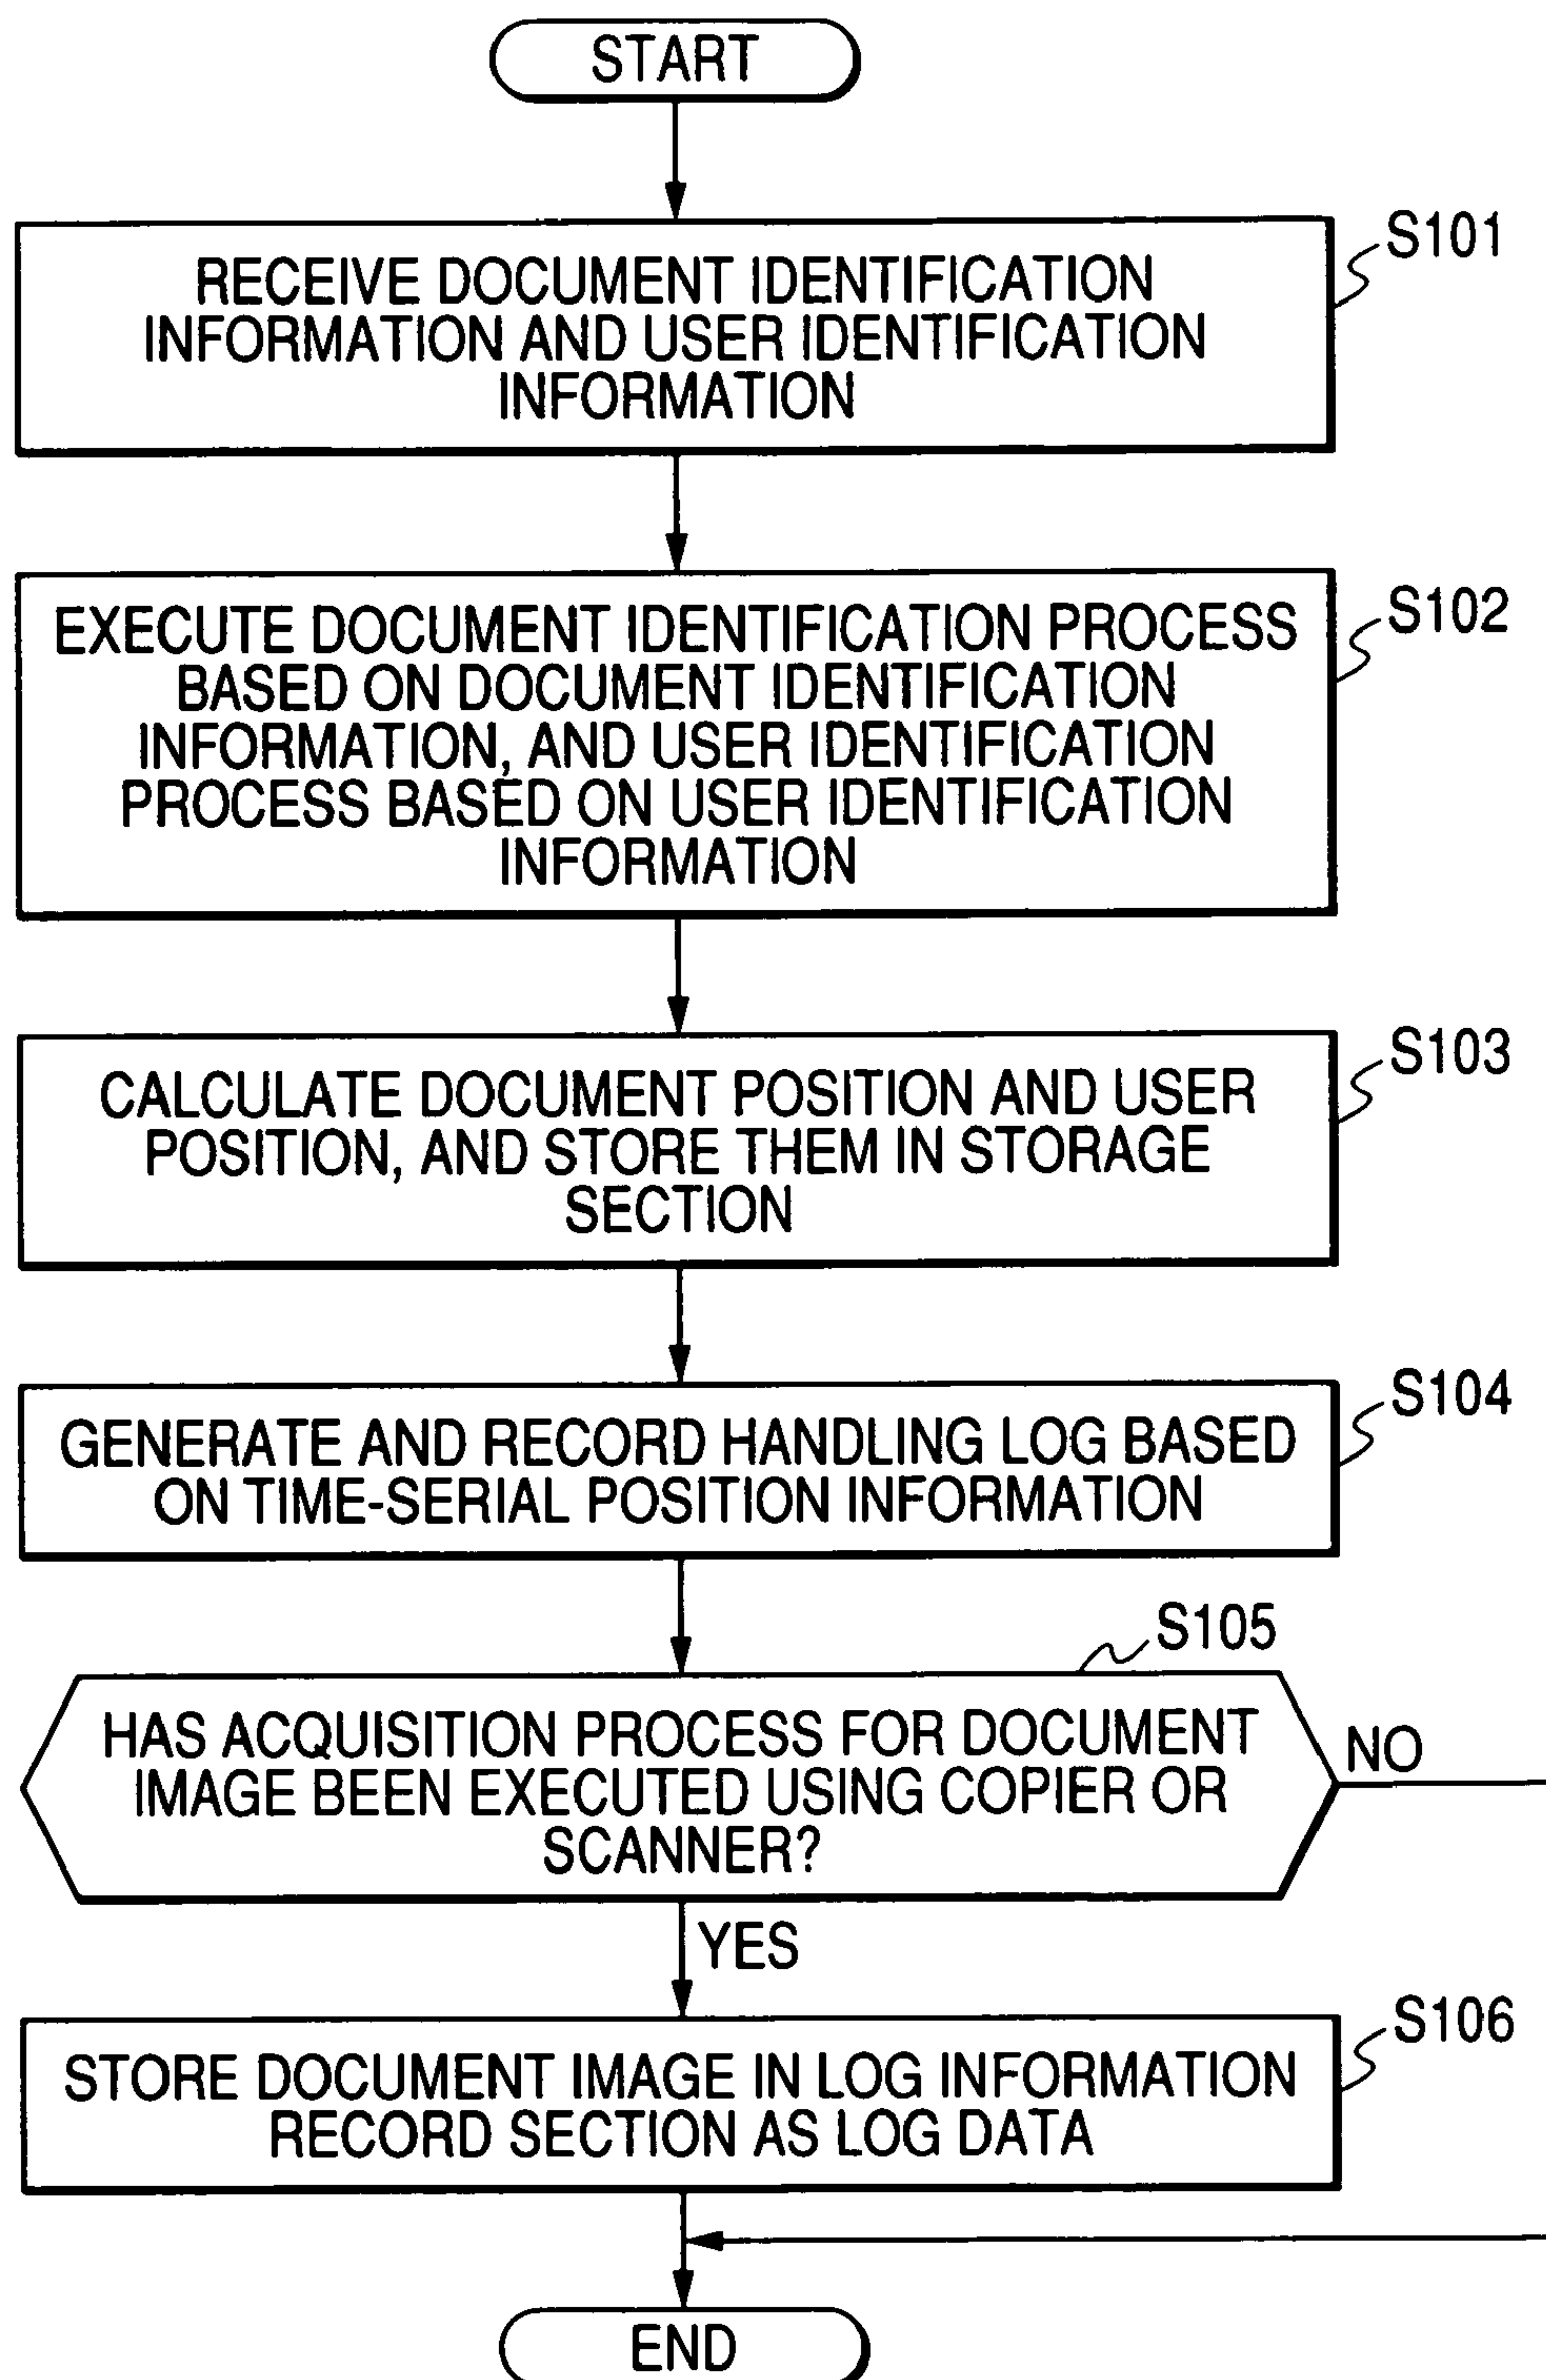 START
S101
RECEIVE DOCUMENT IDENTIFICATION
INFORMATION AND USER IDENTIFICATION
INFORMATION
S102
EXECUTE DOCUMENT IDENTIFICATION PROCESS
BASED ON DOCUMENT IDENTIFICATION
INFORMATION, AND USER IDENTIFICATION
PROCESS BASED ON USER IDENTIFICATION
INFORMATION
S103
CALCULATE DOCUMENT POSITION AND USER
POSITION, AND STORE THEM IN STORAGE
SECTION
S104
GENERATE AND RECORD HANDLING LOG BASED
ON TIME-SERIAL POSITION INFORMATION
S105
HAS ACQUISITION PROCESS FOR DOCUMENT
IMAGE BEEN EXECUTED USING COPIER OR
SCANNER?
NO
YES
S106
STORE DOCUMENT IMAGE IN LOG INFORMATION
RECORD SECTION AS LOG DATA
END